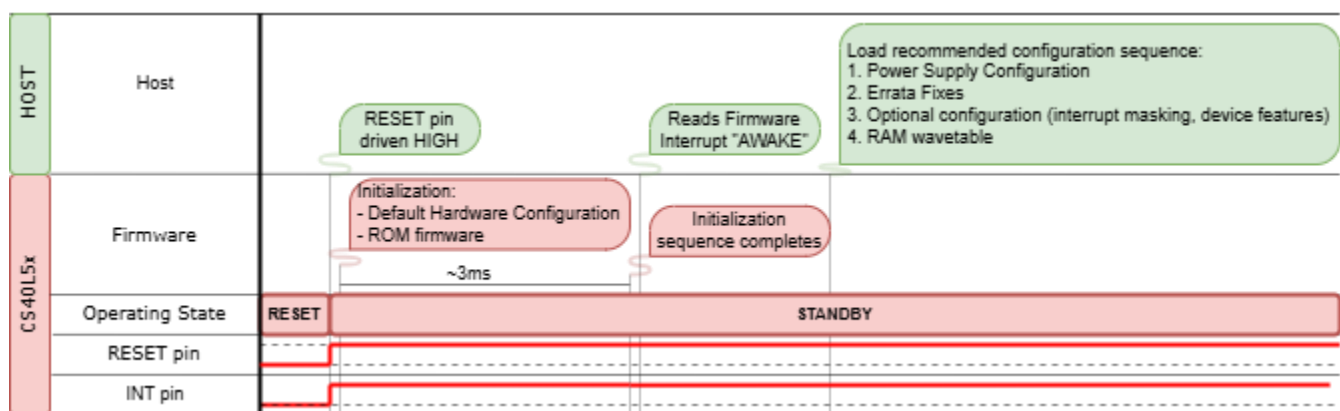 HOST
Host
RESET pin
driven HIGH
Reads Firmware
Interrupt "AWAKE"
Load recommended configuration sequence:
1. Power Supply Configuration
2. Errata Fixes
3. Optional configuration (interrupt masking, device features)
4. RAM wavetable
CS40L5x
Firmware
Initialization:
- Default Hardware Configuration
- ROM firmware
~3ms
Initialization
sequence completes
Operating State
RESET
STANDBY
RESET pin
INT pin